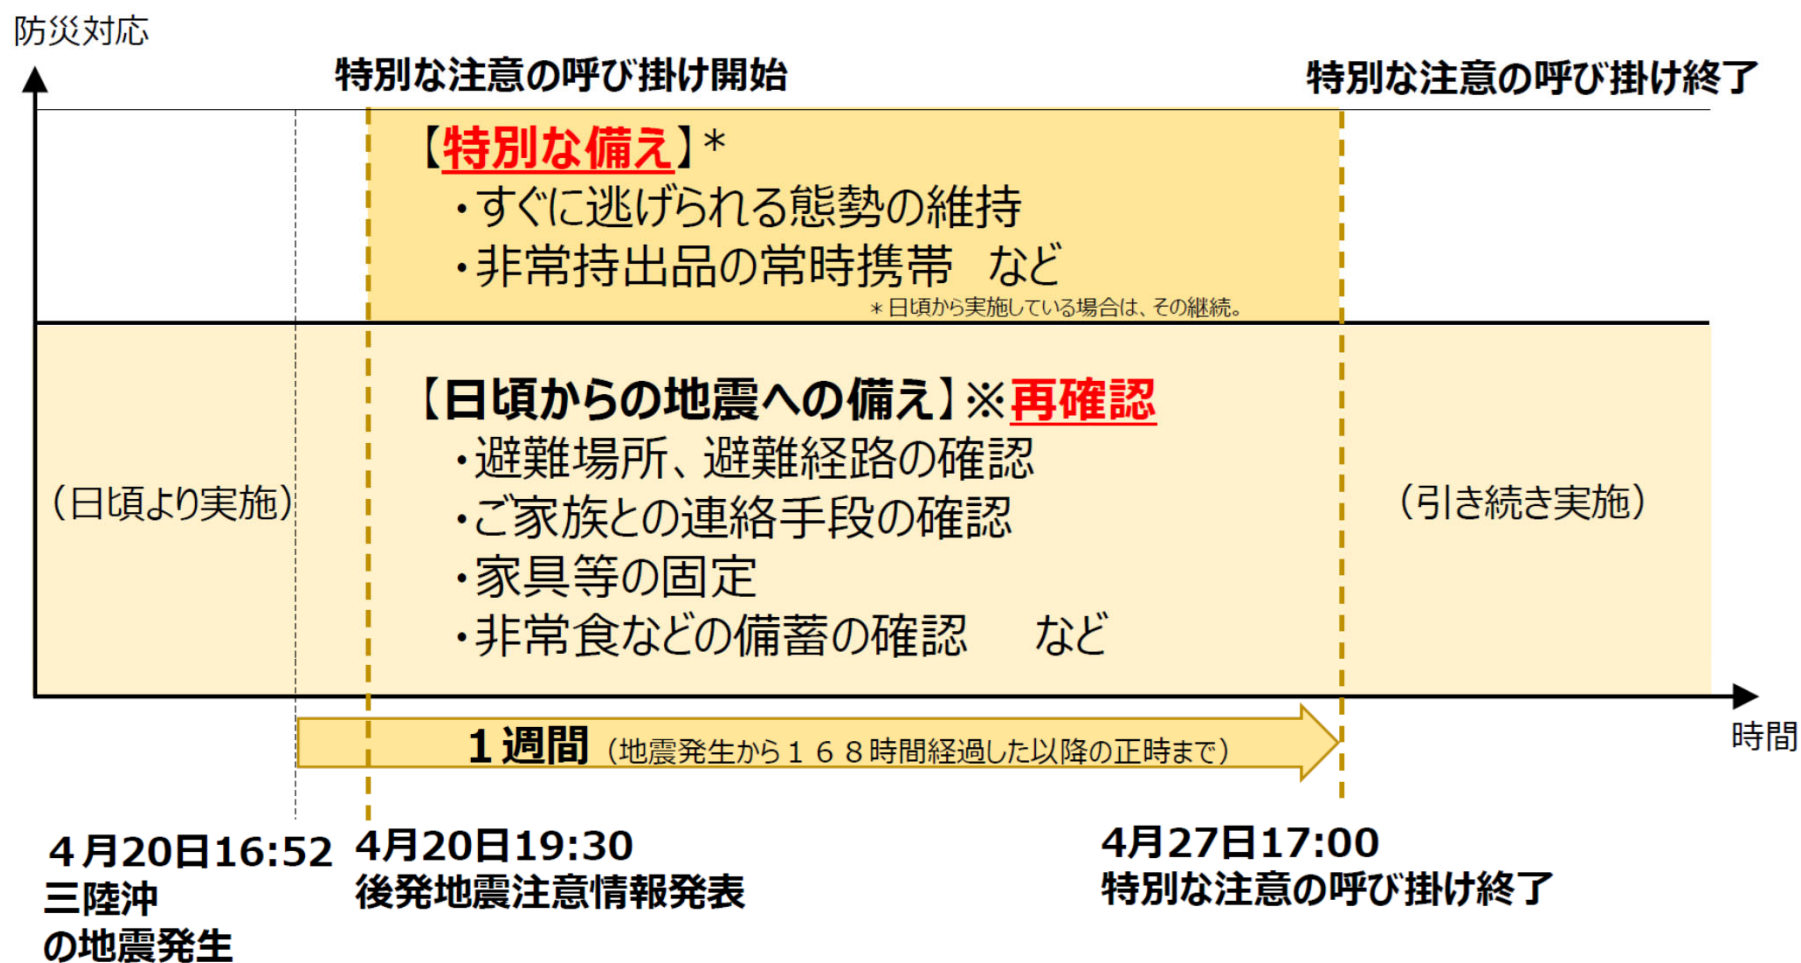 防災対応
特別な注意の呼び掛け開始
特別な注意の呼び掛け終了
【特別な備え】*
・すぐに逃げられる態勢の維持
・非常持出品の常時携帯 など
*日頃から実施している場合は、その継続。
【日頃からの地震への備え】※再確認
・避難場所、避難経路の確認
・ご家族との連絡手段の確認
・家具等の固定
・非常食などの備蓄の確認 など
（日頃より実施）
（引き続き実施）
１週間（地震発生から１６８時間経過した以降の正時まで）
時間
４月20日16:52
三陸沖
の地震発生
4月20日19:30
後発地震注意情報発表
4月27日17:00
特別な注意の呼び掛け終了